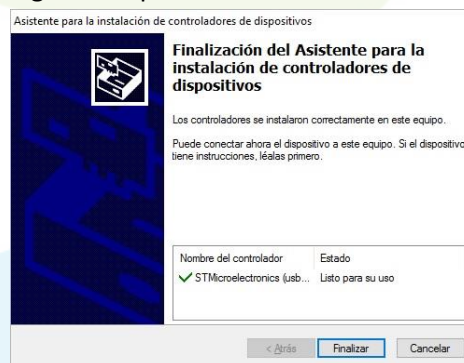 Asistente para la instalación de controladores de dispositivos
Finalización del Asistente para la
instalación de controladores de
dispositivos
Los controladores se instalaron correctamente en este equipo.
Puede conectar ahora el dispositivo a este equipo. Si el dispositivo
tiene instrucciones, léalas primero.
Nombre del controlador Estado
STMicroelectronics (usb... Listo para su uso
< Atrás Finalizar Cancelar